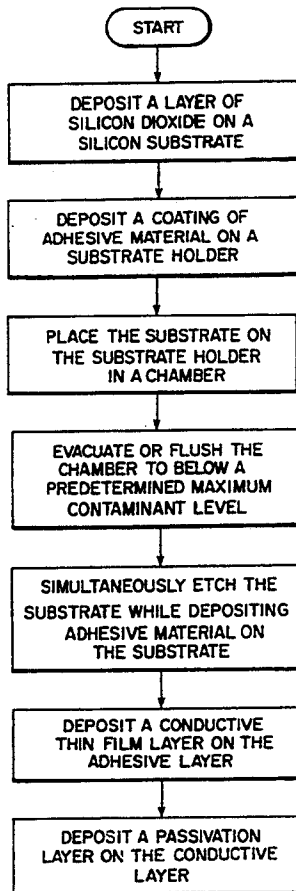 START
DEPOSIT A LAYER OF
SILICON DIOXIDE ON A
SILICON SUBSTRATE
DEPOSIT A COATING OF
ADHESIVE MATERIAL ON A
SUBSTRATE HOLDER
PLACE THE SUBSTRATE ON
THE SUBSTRATE HOLDER
IN A CHAMBER
EVACUATE OR FLUSH THE
CHAMBER TO BELOW A
PREDETERMINED MAXIMUM
CONTAMINANT LEVEL
SIMULTANEOUSLY ETCH THE
SUBSTRATE WHILE DEPOSITING
ADHESIVE MATERIAL ON
THE SUBSTRATE
DEPOSIT A CONDUCTIVE
THIN FILM LAYER ON THE
ADHESIVE LAYER
DEPOSIT A PASSIVATION
LAYER ON THE CONDUCTIVE
LAYER